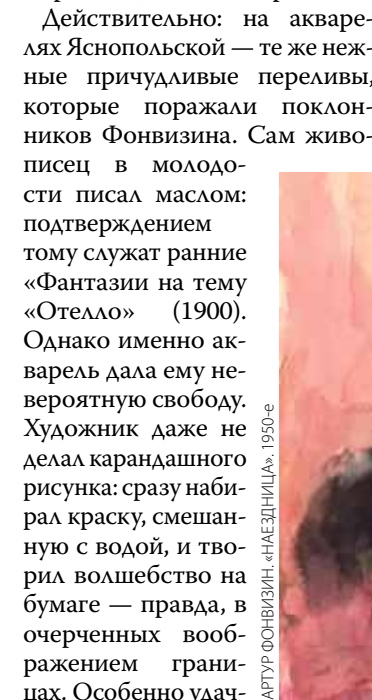 Действительно: на акваре-
лях Яснопольской — те же неж-
ные причудливые переливы,
которые поражали поклон-
ников Фонвизина. Сам живо-
писец в молодо-
сти писал маслом:
подтверждением
тому служат ранние
«Фантазии на тему
«Отелло» (1900).
Однако именно ак-
варель дала ему не-
вероятную свободу.
Художник даже не
делал карандашного
рисунка: сразу наби-
рал краску, смешан-
ную с водой, и тво-
рил волшебство на
бумаге — правда, в
очерченных вооб-
ражением грани-
цах. Особенно удач-
АРТУР ФОНВИЗИН. «НАЕЗДНИЦА». 1950-е